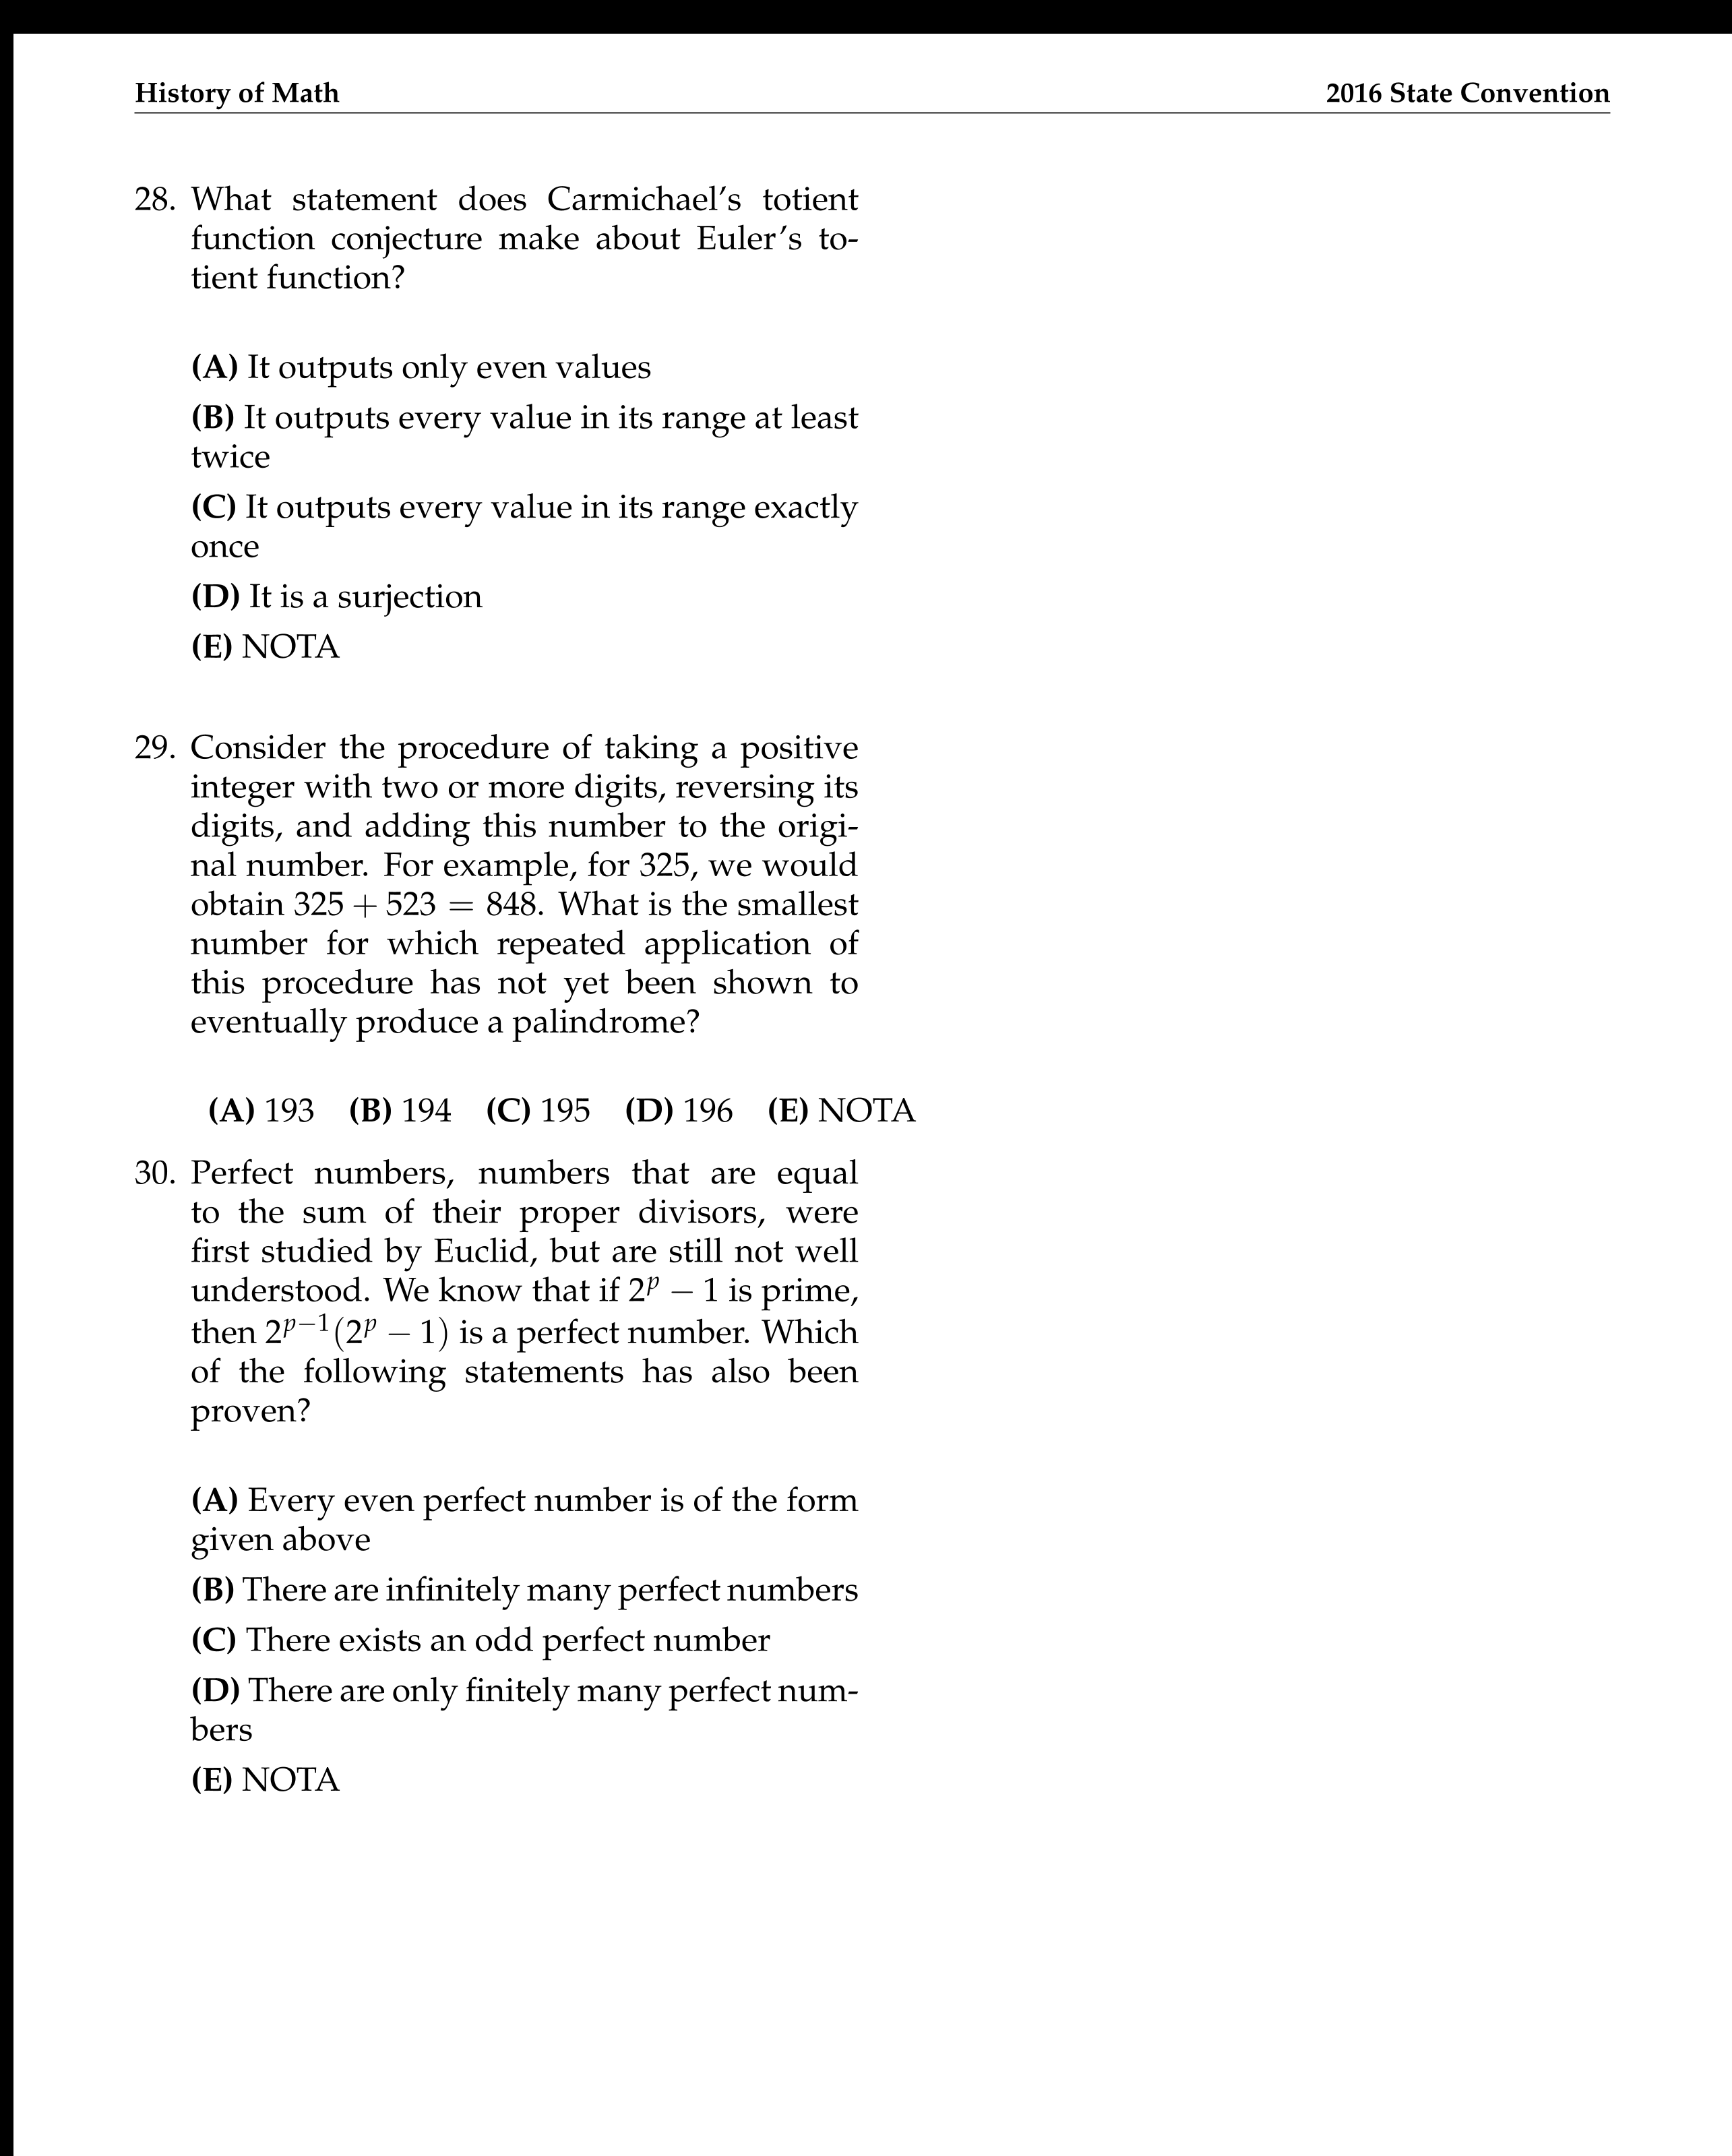 History of Math 2016 State Convention
28. What statement does Carmichael's totient
function conjecture make about Euler's to-
tient function?
(A) It outputs only even values
(B) It outputs every value in its range at least
twice
(C) It outputs every value in its range exactly
once
(D) It is a surjection
(E) NOTA
29. Consider the procedure of taking a positive
integer with two or more digits, reversing its
digits, and adding this number to the origi-
nal number. For example, for 325, we would
obtain 325 + 523 = 848. What is the smallest
number for which repeated application of
this procedure has not yet been shown to
eventually produce a palindrome?
(A) 193 (B) 194 (C) 195 (D) 196 (E) NOTA
30. Perfect numbers, numbers that are equal
to the sum of their proper divisors, were
first studied by Euclid, but are still not well
understood. We know that if 2^p − 1 is prime,
then 2^{p−1}(2^p − 1) is a perfect number. Which
of the following statements has also been
proven?
(A) Every even perfect number is of the form
given above
(B) There are infinitely many perfect numbers
(C) There exists an odd perfect number
(D) There are only finitely many perfect num-
bers
(E) NOTA